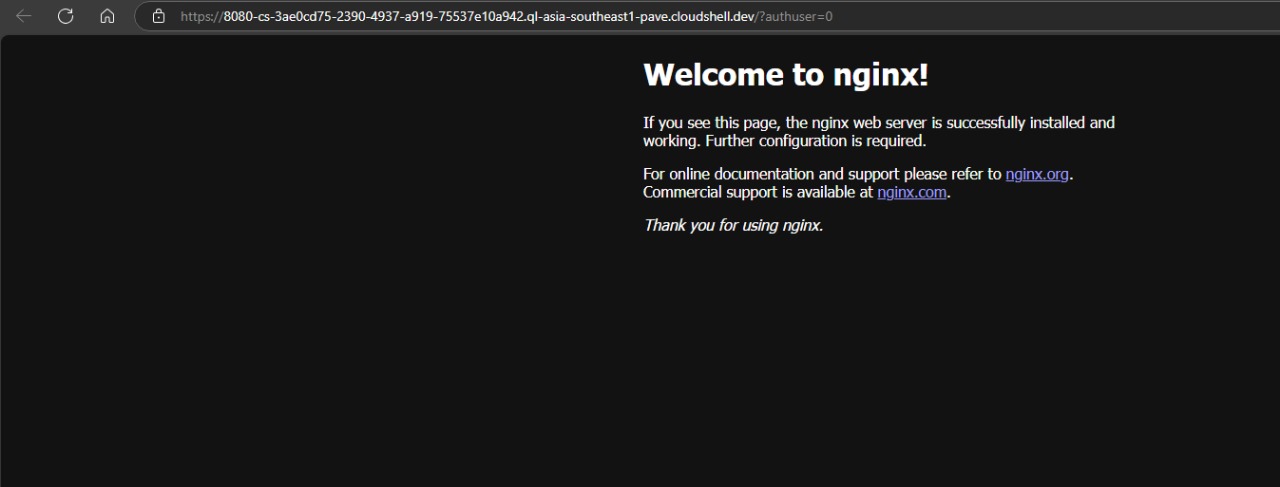 https://8080-cs-3ae0cd75-2390-4937-a919-75537e10a942.ql-asia-southeast1-pave.cloudshell.dev/?authuser=0
Welcome to nginx!
If you see this page, the nginx web server is successfully installed and
working. Further configuration is required.
For online documentation and support please refer to nginx.org.
Commercial support is available at nginx.com.
Thank you for using nginx.